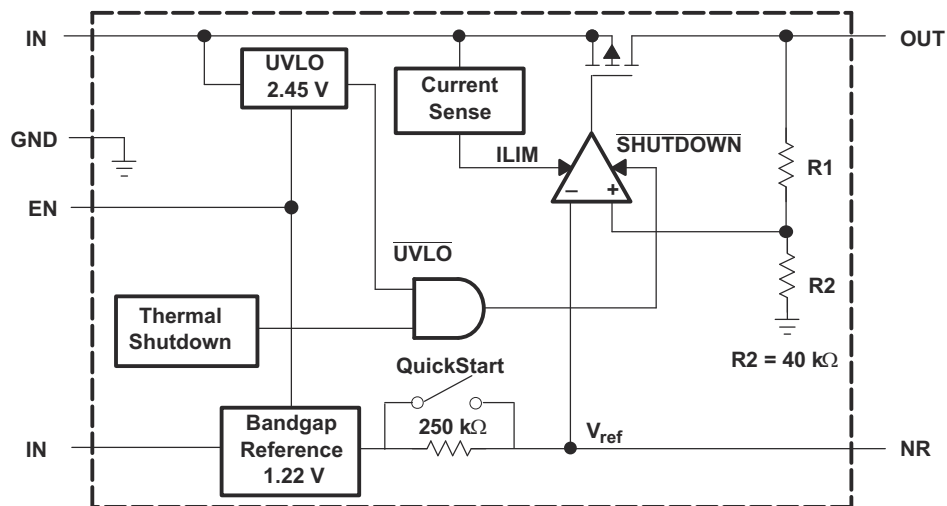 IN
OUT
UVLO
2.45 V
Current
Sense
GND
SHUTDOWN
ILIM
R1
– +
EN
UVLO
R2
Thermal
Shutdown
R2 = 40 kΩ
QuickStart
Bandgap
Reference
1.22 V
250 kΩ
Vref
IN
NR